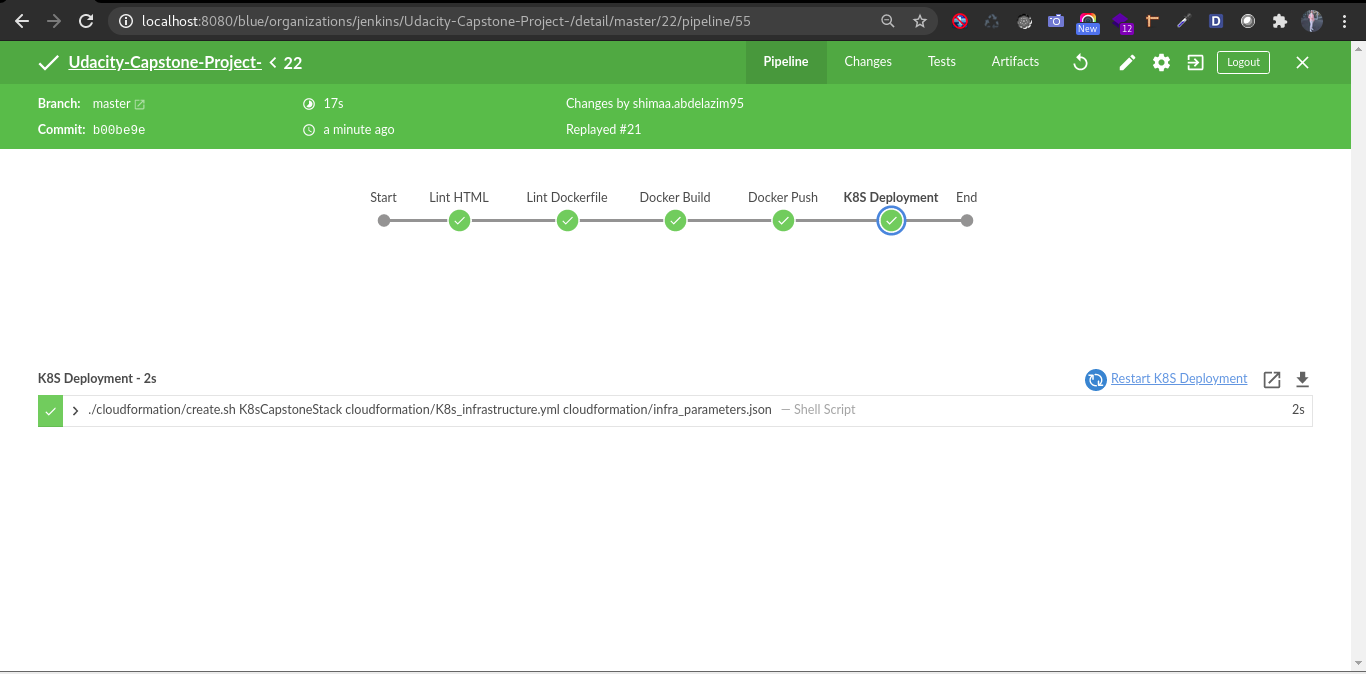 localhost:8080/blue/organizations/jenkins/Udacity-Capstone-Project-/detail/master/22/pipeline/55
New
12
D
Udacity-Capstone-Project- < 22
Pipeline
Changes
Tests
Artifacts
Logout
Branch: master
17s
Changes by shimaa.abdelazim95
Commit: b00be9e
a minute ago
Replayed #21
Start
Lint HTML
Lint Dockerfile
Docker Build
Docker Push
K8S Deployment
End
K8S Deployment - 2s
Restart K8S Deployment
./cloudformation/create.sh K8sCapstoneStack cloudformation/K8s_infrastructure.yml cloudformation/infra_parameters.json — Shell Script
2s